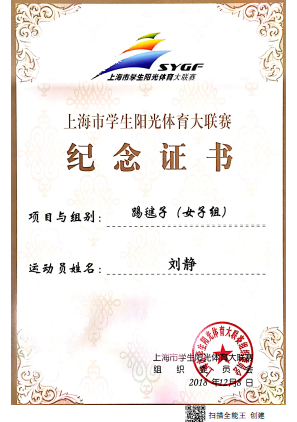 SYGF
上海市学生阳光体育大联赛
上海市学生阳光体育大联赛
纪念证书
项目与组别：踢毽子（女子组）
运动员姓名：刘静
上海市学生阳光体育大联赛
组织委员会
2018年12月8日
扫描全能王 创建